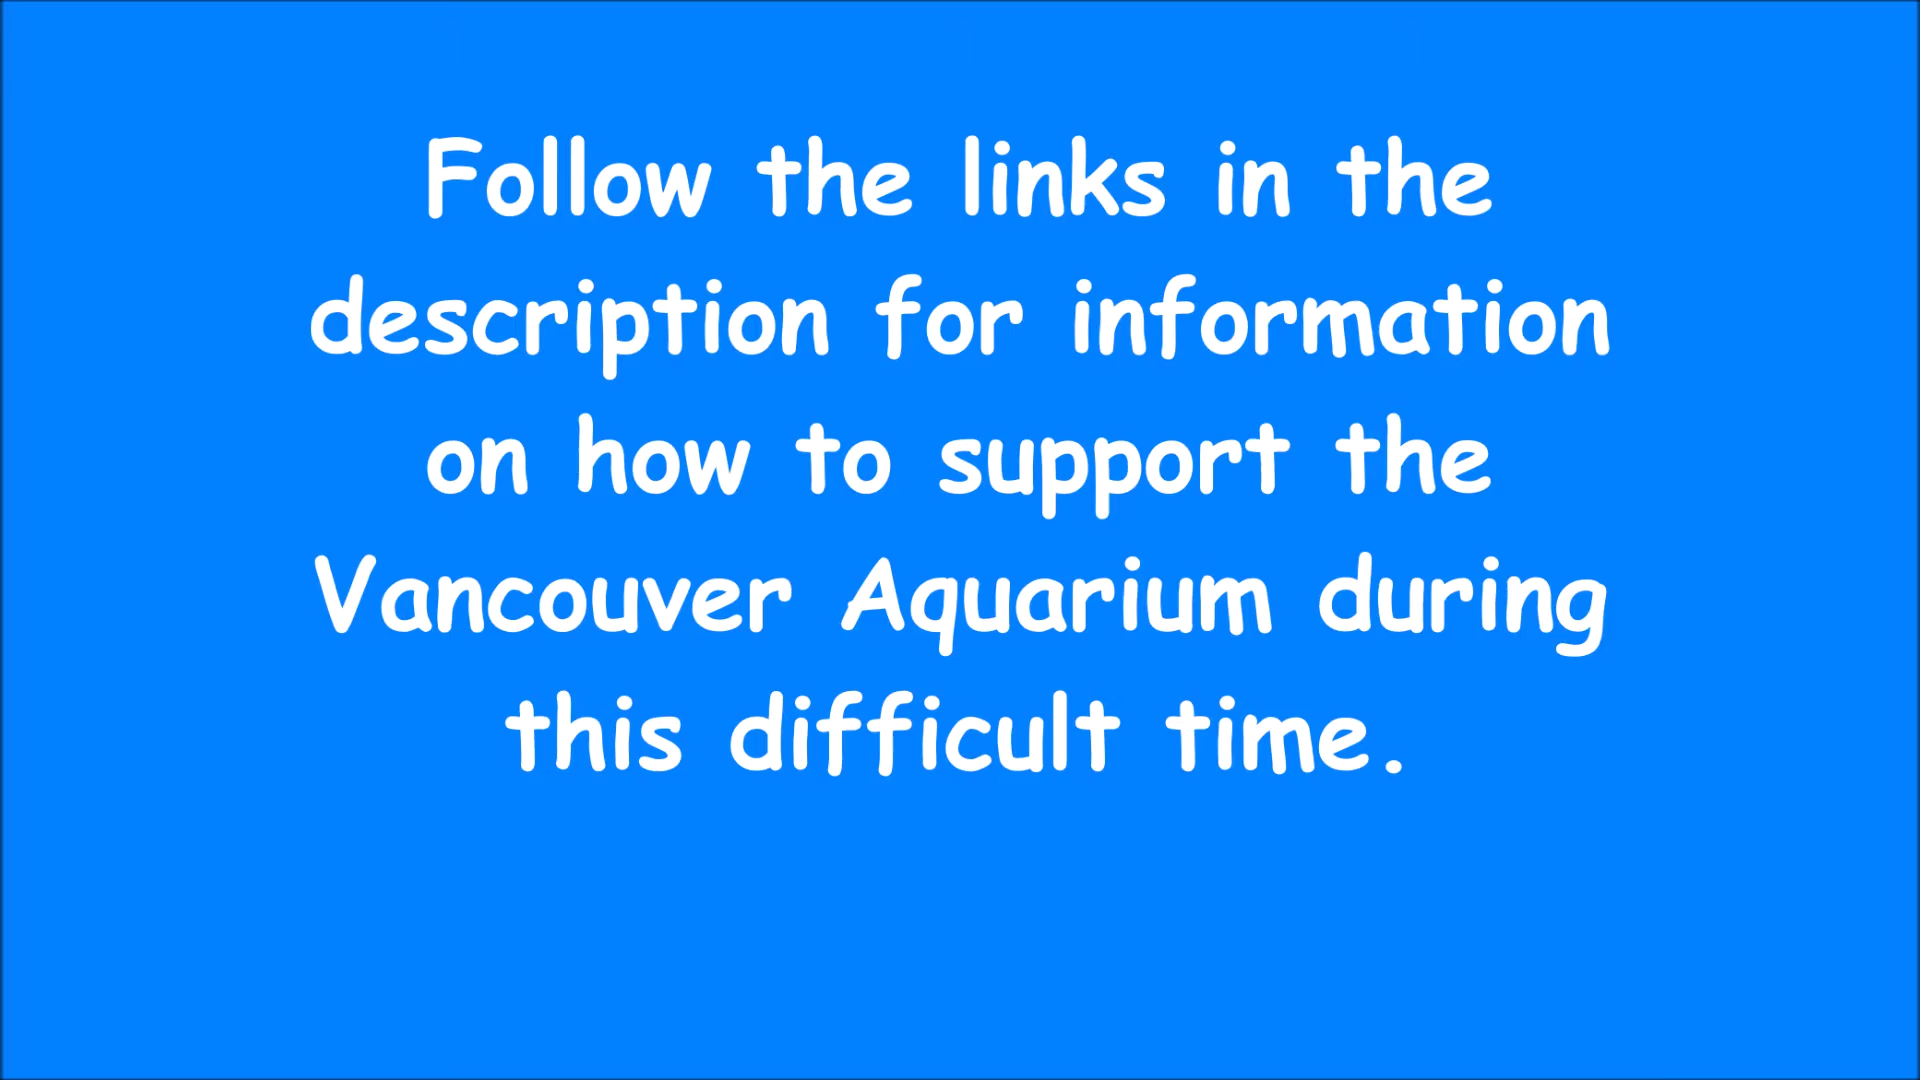 Follow the links in the
description for information
on how to support the
Vancouver Aquarium during
this difficult time.